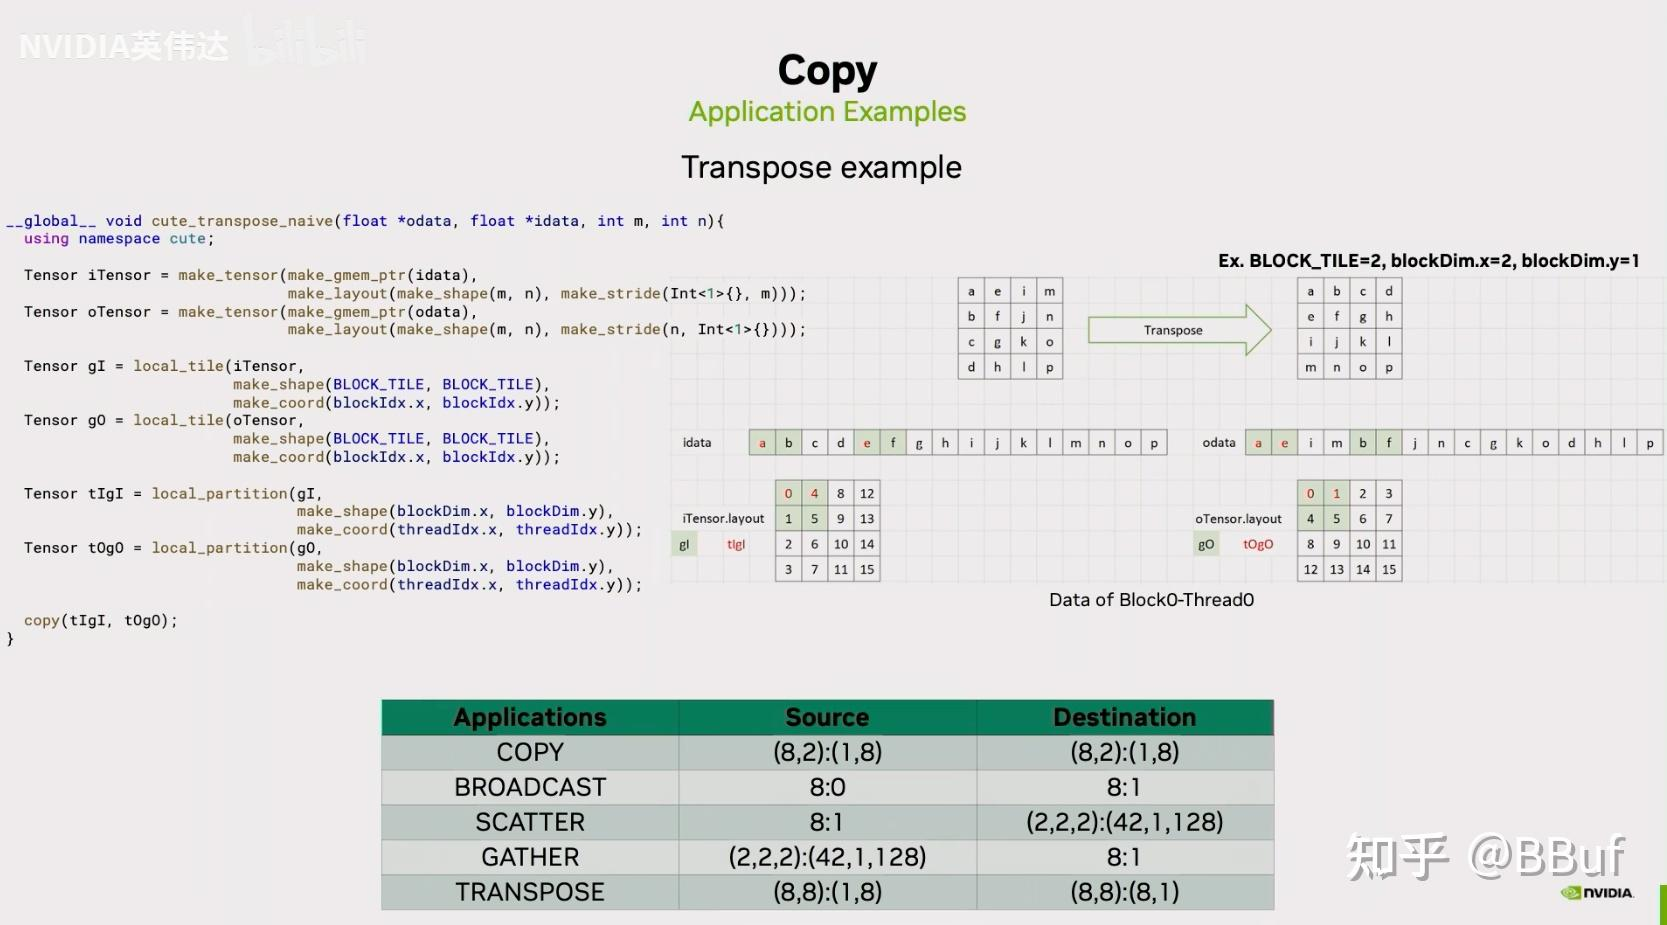 NVIDIA英伟达 bilibili
Copy
Application Examples
Transpose example
__global__ void cute_transpose_naive(float *odata, float *idata, int m, int n){
using namespace cute;
Tensor iTensor = make_tensor(make_gmem_ptr(idata),
make_layout(make_shape(m, n), make_stride(Int<1>{}, m)));
Tensor oTensor = make_tensor(make_gmem_ptr(odata),
make_layout(make_shape(m, n), make_stride(n, Int<1>{})));
Tensor gI = local_tile(iTensor,
make_shape(BLOCK_TILE, BLOCK_TILE),
make_coord(blockIdx.x, blockIdx.y));
Tensor gO = local_tile(oTensor,
make_shape(BLOCK_TILE, BLOCK_TILE),
make_coord(blockIdx.x, blockIdx.y));
Tensor tIgI = local_partition(gI,
make_shape(blockDim.x, blockDim.y),
make_coord(threadIdx.x, threadIdx.y));
Tensor tOgO = local_partition(gO,
make_shape(blockDim.x, blockDim.y),
make_coord(threadIdx.x, threadIdx.y));
copy(tIgI, tOgO);
}
Ex. BLOCK_TILE=2, blockDim.x=2, blockDim.y=1
a e i m
b f j n
c g k o
d h l p
Transpose
a b c d
e f g h
i j k l
m n o p
idata a b c d e f g h i j k l m n o p
odata a e i m b f j n c g k o d h l p
0 4 8 12
iTensor.layout 1 5 9 13
gI tIgI 2 6 10 14
3 7 11 15
0 1 2 3
oTensor.layout 4 5 6 7
gO tOgO 8 9 10 11
12 13 14 15
Data of Block0-Thread0
Applications Source Destination
COPY (8,2):(1,8) (8,2):(1,8)
BROADCAST 8:0 8:1
SCATTER 8:1 (2,2,2):(42,1,128)
GATHER (2,2,2):(42,1,128) 8:1
TRANSPOSE (8,8):(1,8) (8,8):(8,1)
知乎 @BBuf
NVIDIA.